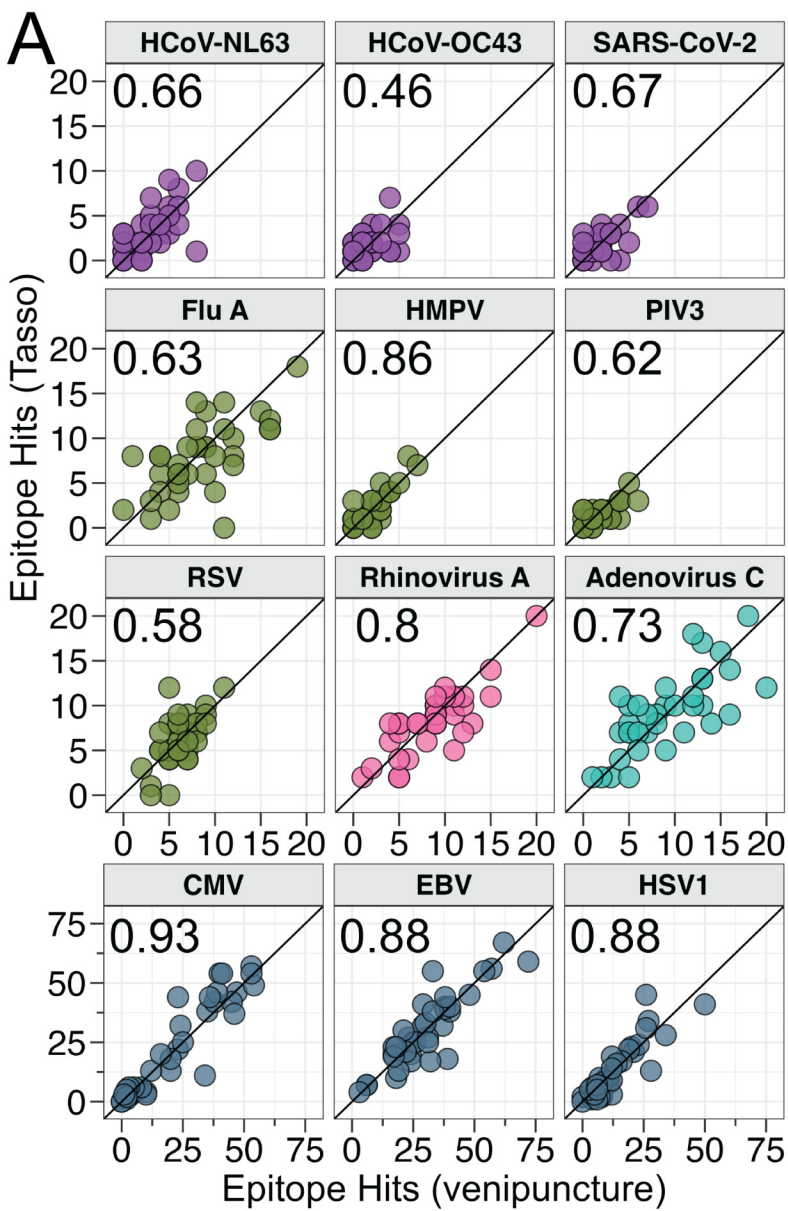 A
HCoV-NL63 HCoV-OC43 SARS-CoV-2
20 0.66 0.46 0.67
15
10
5
0
Flu A HMPV PIV3
20 0.63 0.86 0.62
15
10
5
0
RSV Rhinovirus A Adenovirus C
20 0.58 0.8 0.73
15
10
5
0
0 5 10 15 20 0 5 10 15 20 0 5 10 15 20
CMV EBV HSV1
75 0.93 0.88 0.88
50
25
0
0 25 50 75 0 25 50 75 0 25 50 75
Epitope Hits (Tasso)
Epitope Hits (venipuncture)